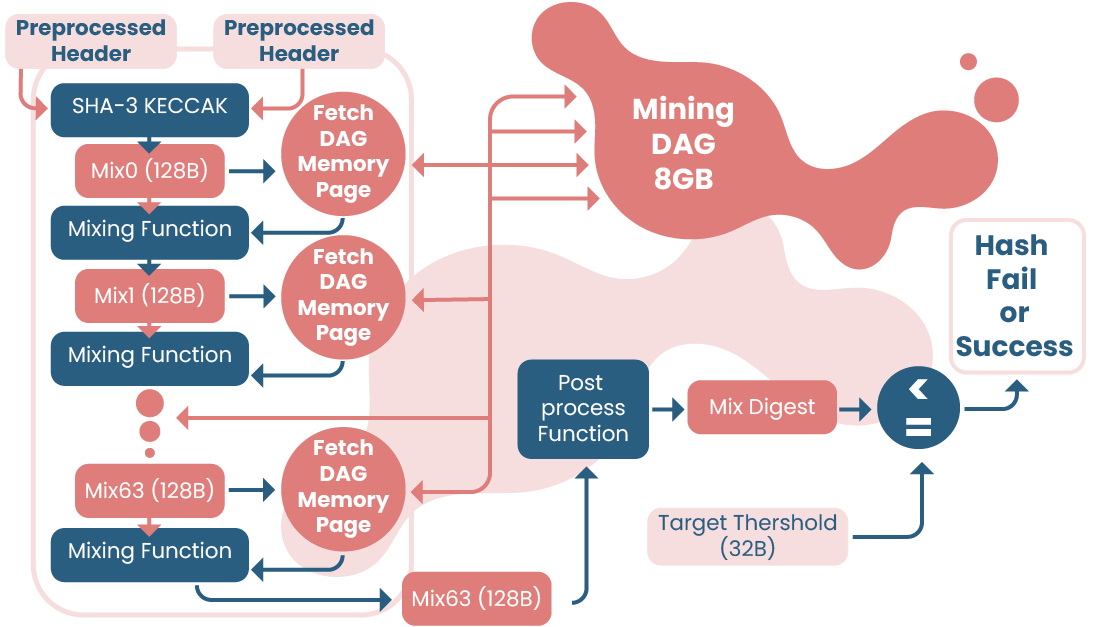 Preprocessed
Header
Preprocessed
Header
SHA-3 KECCAK
Fetch
DAG
Memory
Page
Mix0 (128B)
Mixing Function
Fetch
DAG
Memory
Page
Mix1 (128B)
Mixing Function
Fetch
DAG
Memory
Page
Mix63 (128B)
Mixing Function
Mix63 (128B)
Mining
DAG
8GB
Post
process
Function
Mix Digest
<
=
Target Thershold
(32B)
Hash
Fail
or
Success